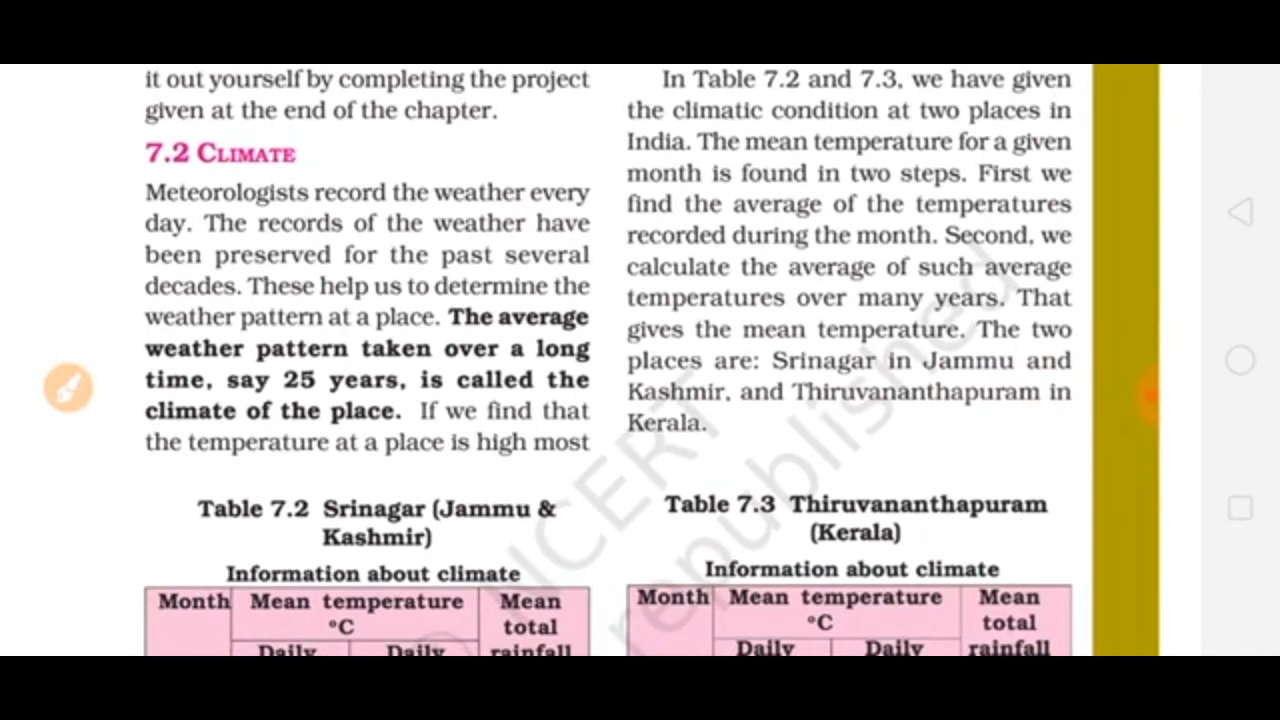 it out yourself by completing the project
given at the end of the chapter.
7.2 CLIMATE
Meteorologists record the weather every
day. The records of the weather have
been preserved for the past several
decades. These help us to determine the
weather pattern at a place. The average
weather pattern taken over a long
time, say 25 years, is called the
climate of the place. If we find that
the temperature at a place is high most
In Table 7.2 and 7.3, we have given
the climatic condition at two places in
India. The mean temperature for a given
month is found in two steps. First we
find the average of the temperatures
recorded during the month. Second, we
calculate the average of such average
temperatures over many years. That
gives the mean temperature. The two
places are: Srinagar in Jammu and
Kashmir, and Thiruvananthapuram in
Kerala.
Table 7.2 Srinagar (Jammu &
Kashmir)
Information about climate
Month Mean temperature Mean
°C total
Daily Daily rainfall
Table 7.3 Thiruvananthapuram
(Kerala)
Information about climate
Month Mean temperature Mean
°C total
Daily Daily rainfall
NCERT
republished